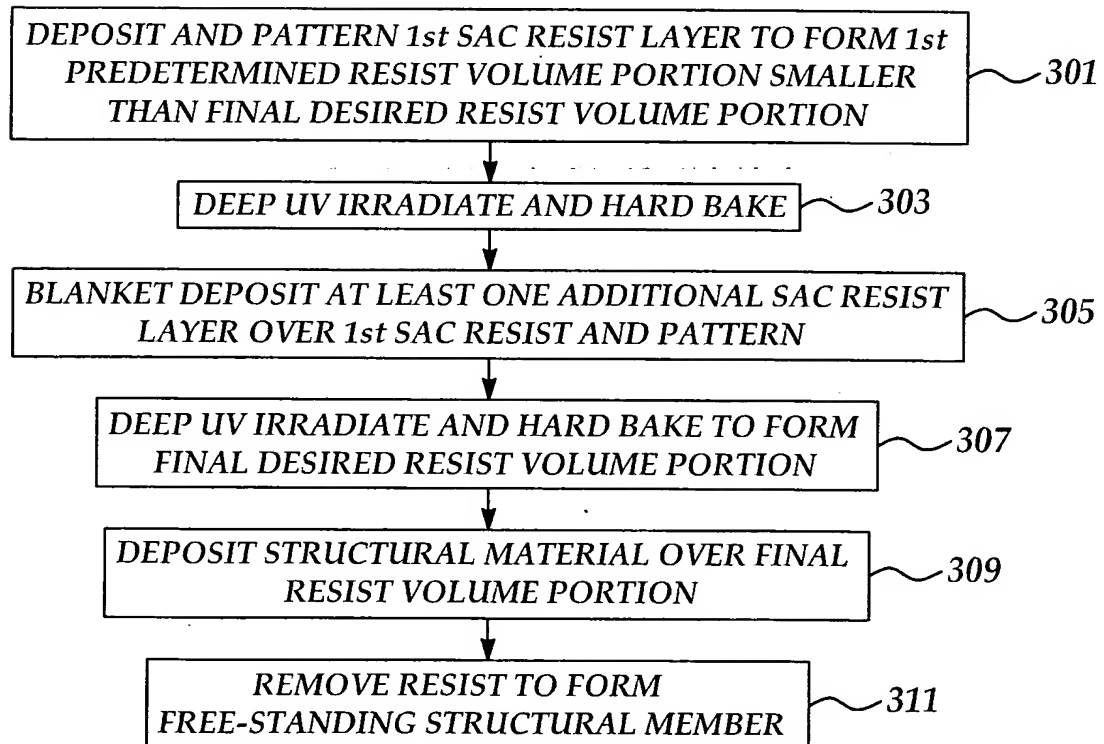 DEPOSIT AND PATTERN 1st SAC RESIST LAYER TO FORM 1st
PREDETERMINED RESIST VOLUME PORTION SMALLER
THAN FINAL DESIRED RESIST VOLUME PORTION
301
DEEP UV IRRADIATE AND HARD BAKE
303
BLANKET DEPOSIT AT LEAST ONE ADDITIONAL SAC RESIST
LAYER OVER 1st SAC RESIST AND PATTERN
305
DEEP UV IRRADIATE AND HARD BAKE TO FORM
FINAL DESIRED RESIST VOLUME PORTION
307
DEPOSIT STRUCTURAL MATERIAL OVER FINAL
RESIST VOLUME PORTION
309
REMOVE RESIST TO FORM
FREE-STANDING STRUCTURAL MEMBER
311